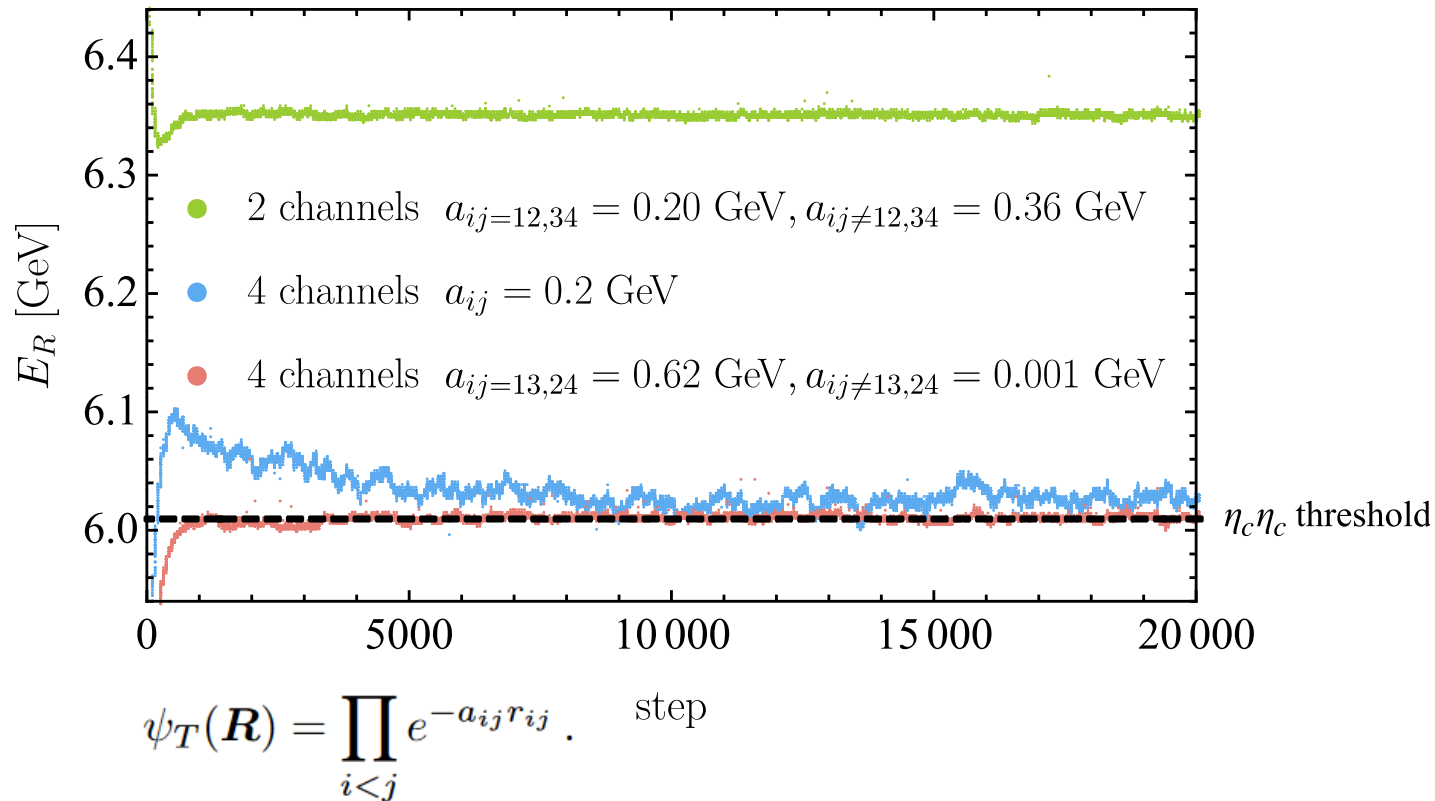 6.4
6.3
6.2
6.1
6.0
E_R [GeV]
2 channels a_{ij=12,34} = 0.20 GeV, a_{ij≠12,34} = 0.36 GeV
4 channels a_{ij} = 0.2 GeV
4 channels a_{ij=13,24} = 0.62 GeV, a_{ij≠13,24} = 0.001 GeV
η_cη_c threshold
0 5000 10 000 15 000 20 000
step
ψ_T(R) = ∏_{i<j} e^{-a_{ij} r_{ij}} .